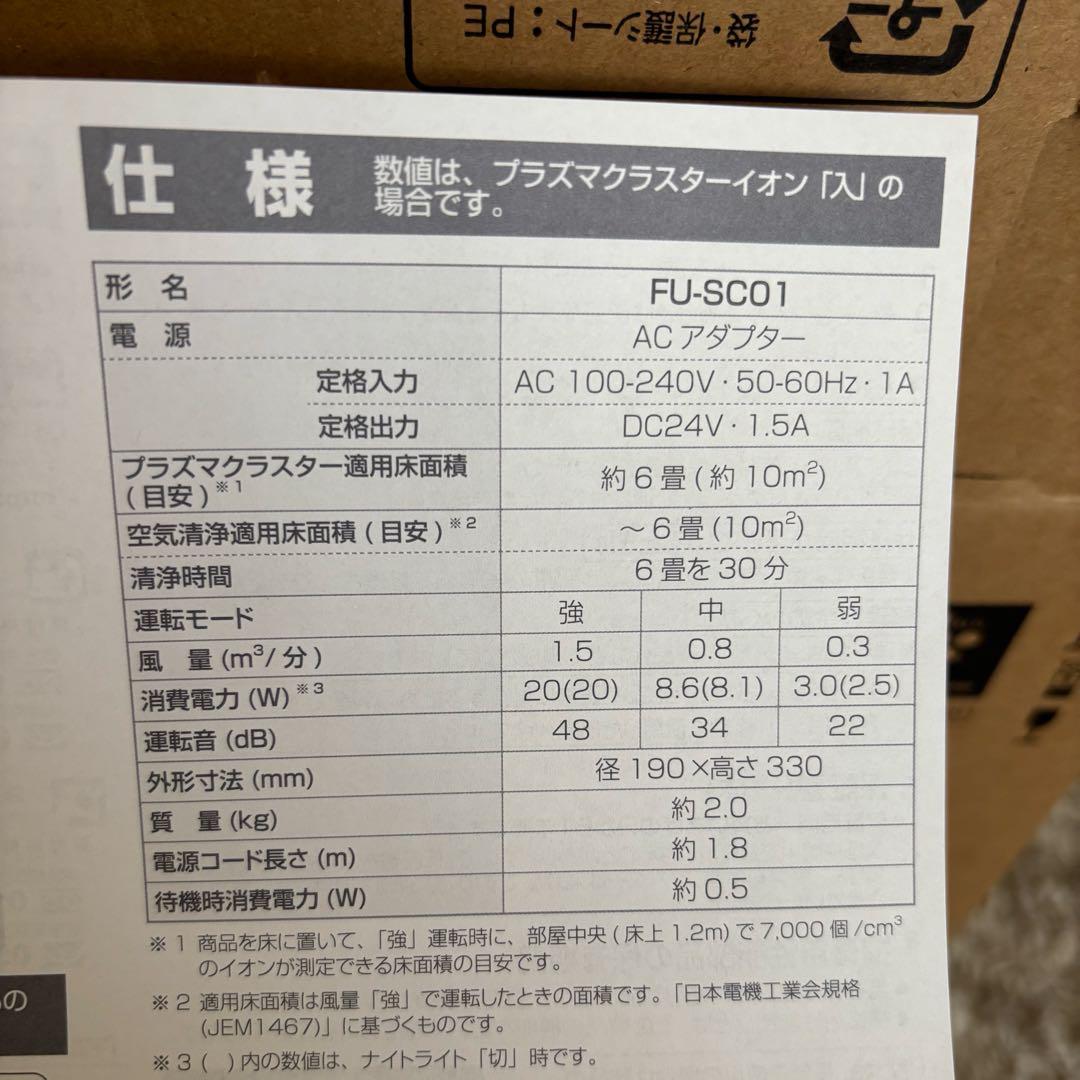 袋・保護シート：PE
仕 様
数値は、プラズマクラスターイオン「入」の
場合です。
形 名 FU-SC01
電 源 ACアダプター
定格入力 AC 100-240V・50-60Hz・1A
定格出力 DC24V・1.5A
プラズマクラスター適用床面積
(目安)※1 約6畳(約10m²)
空気清浄適用床面積(目安)※2 ～6畳(10m²)
清浄時間 6畳を30分
運転モード 強 中 弱
風 量(m³/分) 1.5 0.8 0.3
消費電力(W)※3 20(20) 8.6(8.1) 3.0(2.5)
運転音(dB) 48 34 22
外形寸法(mm) 径190×高さ330
質 量(kg) 約2.0
電源コード長さ(m) 約1.8
待機時消費電力(W) 約0.5
※1 商品を床に置いて、「強」運転時に、部屋中央(床上1.2m)で7,000個/cm³
のイオンが測定できる床面積の目安です。
※2 適用床面積は風量「強」で運転したときの面積です。「日本電機工業会規格
(JEM1467)」に基づくものです。
※3( )内の数値は、ナイトライト「切」時です。
の